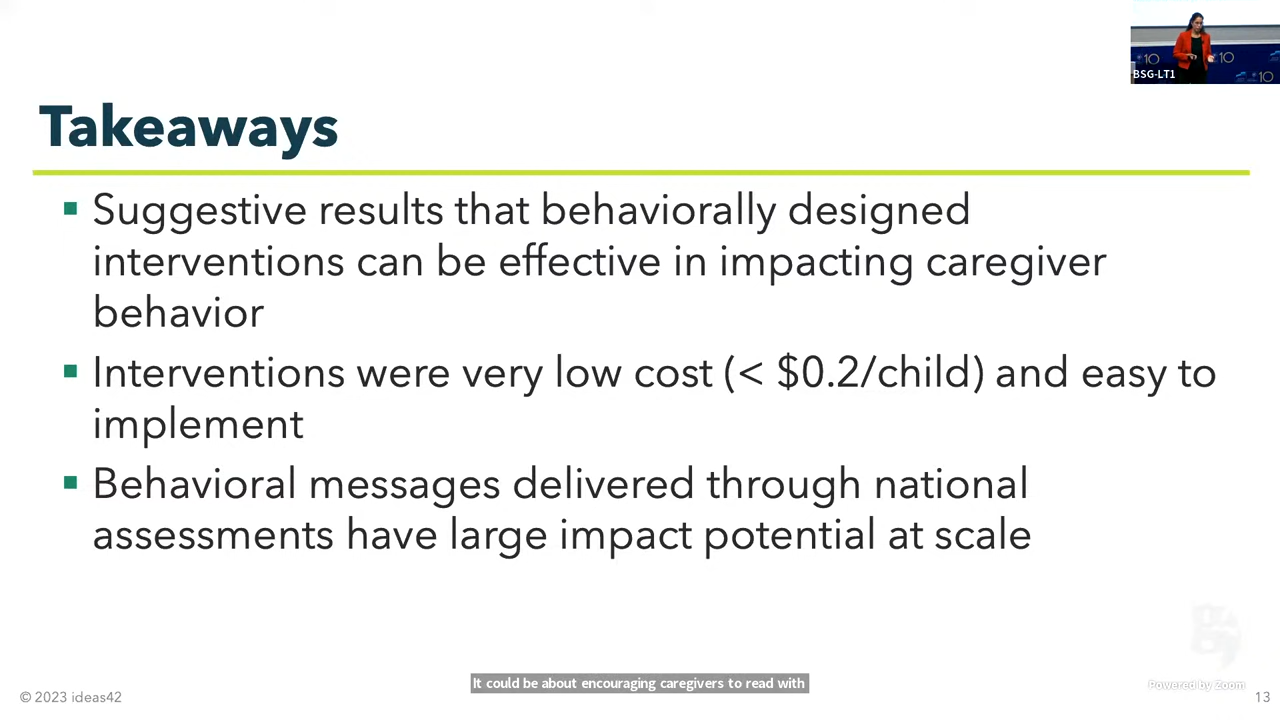 BSG-LT1
Takeaways
▪ Suggestive results that behaviorally designed
interventions can be effective in impacting caregiver
behavior
▪ Interventions were very low cost (< $0.2/child) and easy to
implement
▪ Behavioral messages delivered through national
assessments have large impact potential at scale
It could be about encouraging caregivers to read with
Powered by Zoom
© 2023 ideas42
13